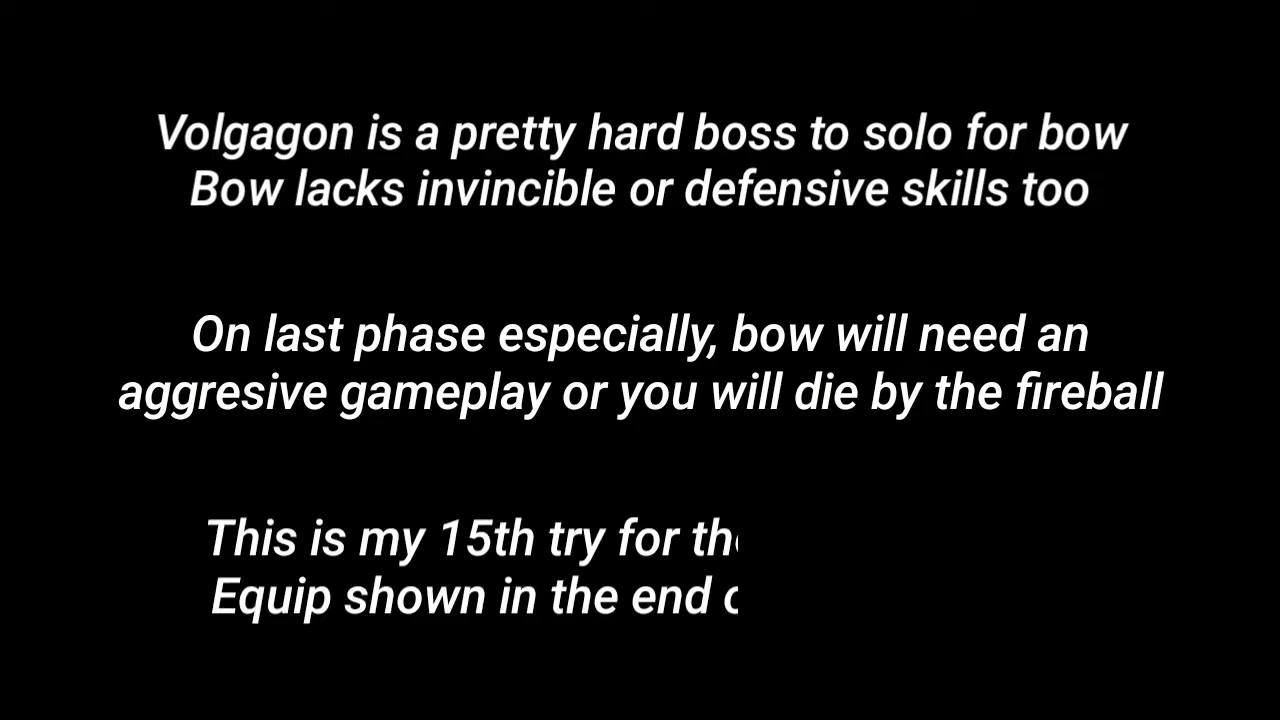 Volgagon is a pretty hard boss to solo for bow
Bow lacks invincible or defensive skills too
On last phase especially, bow will need an
aggresive gameplay or you will die by the fireball
This is my 15th try for
Equip shown in the end